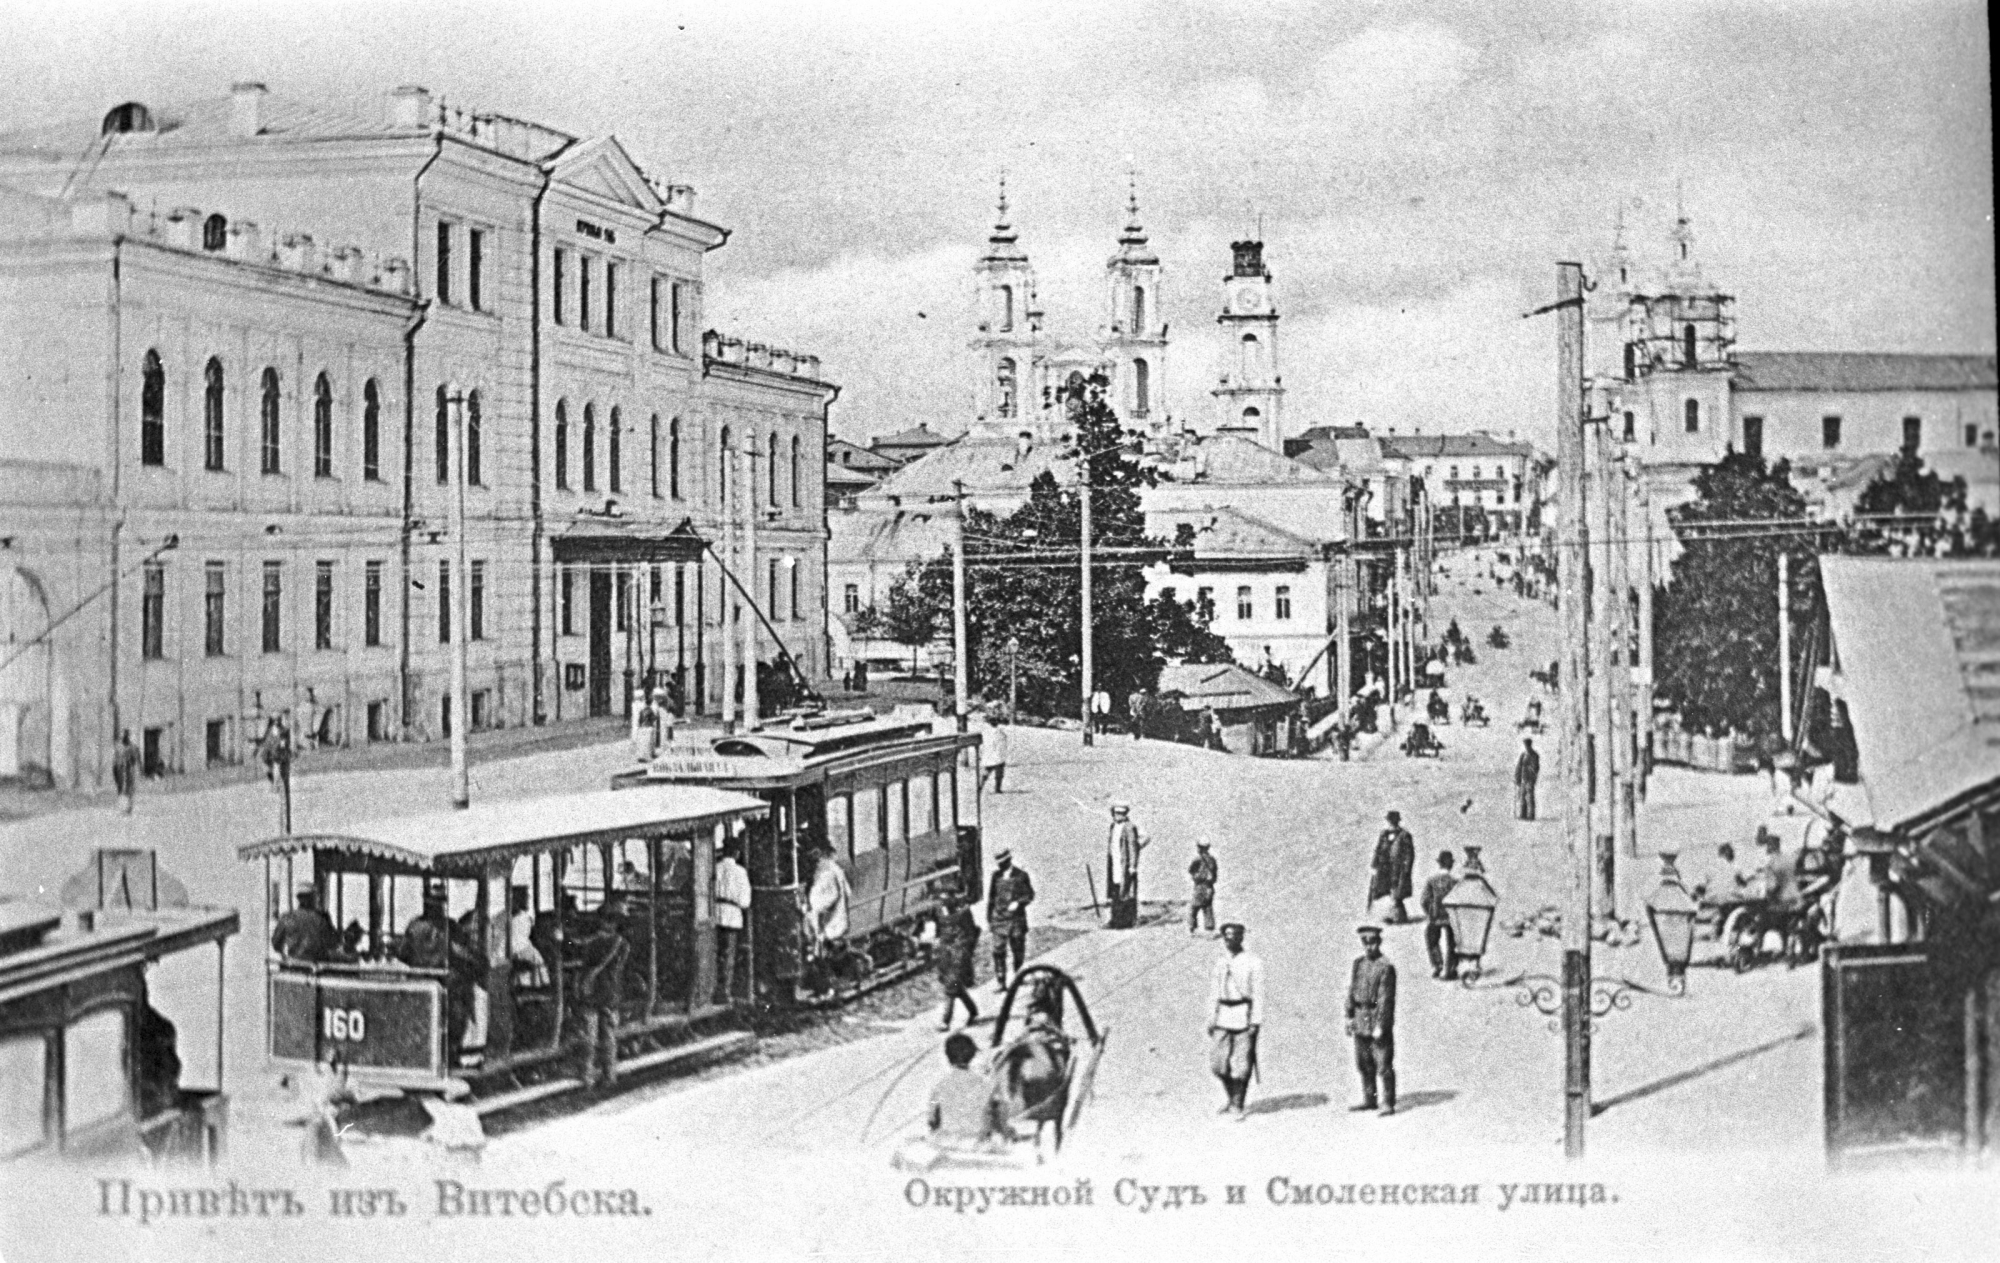 160
Привѣтъ изъ Витебска.
Окружной Судъ и Смоленская улица.